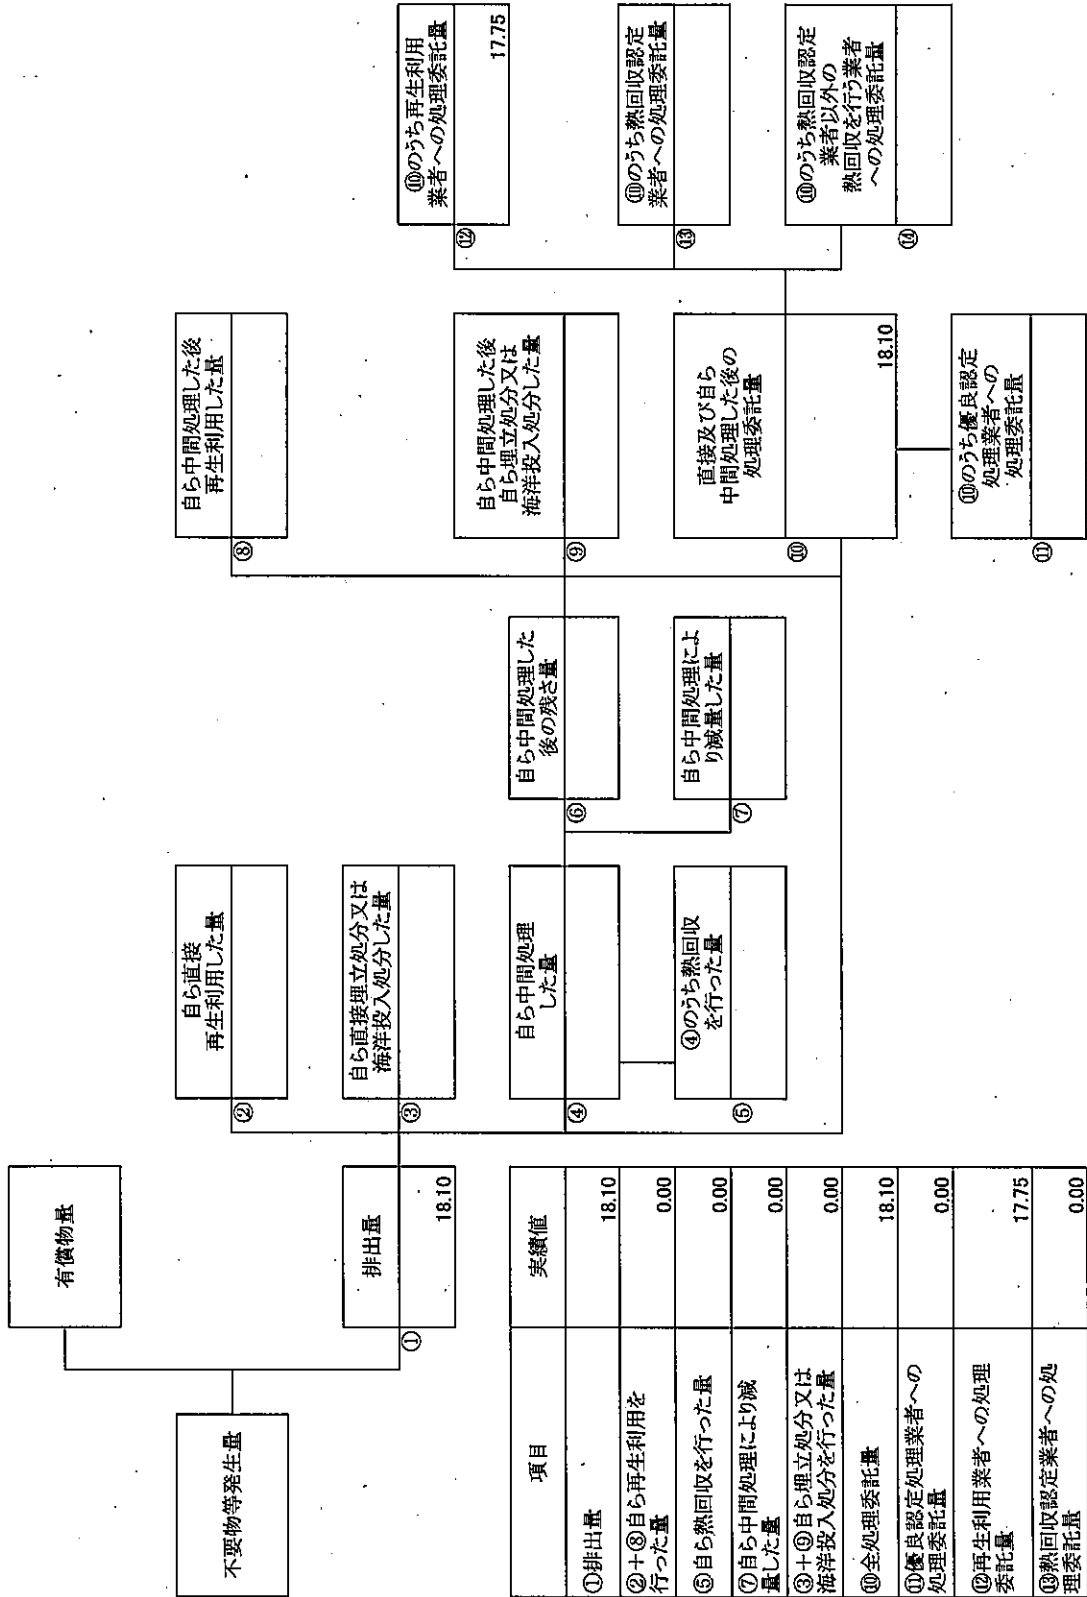 不要物等発生量
有償物量
①
排出量
18.10
②
自ら直接
再生利用した量
③
自ら直接埋立処分又は
海洋投入処分した量
④
自ら中間処理
した量
⑤
④のうち熱回収
を行った量
⑥
自ら中間処理した
後の残さ量
⑦
自ら中間処理によ
り減量した量
⑧
自ら中間処理した後
再生利用した量
⑨
自ら中間処理した後
自ら埋立処分又は
海洋投入処分した量
⑩
直接及び自ら
中間処理した後の
処理委託量
18.10
⑪
⑩のうち優良認定
処理業者への
処理委託量
⑫
⑩のうち再生利用
業者への処理委託量
17.75
⑬
⑩のうち熱回収認定
業者への処理委託量
⑭
⑩のうち熱回収認定
業者以外の
熱回収を行う業者
への処理委託量
項目 実績値
①排出量 18.10
②+⑧自ら再生利用を
行った量 0.00
⑤自ら熱回収を行った量 0.00
⑦自ら中間処理により減
量した量 0.00
③+⑨自ら埋立処分又は
海洋投入処分を行った量 0.00
⑩全処理委託量 18.10
⑪優良認定処理業者への
処理委託量 0.00
⑫再生利用業者への処理
委託量 17.75
⑬熱回収認定業者への処
理委託量 0.00